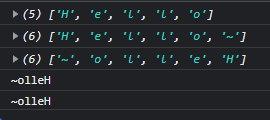 ▸ (5) ['H', 'e', 'l', 'l', 'o']
▸ (6) ['H', 'e', 'l', 'l', 'o', '~']
▸ (6) ['~', 'o', 'l', 'l', 'e', 'H']
~olleH
~olleH